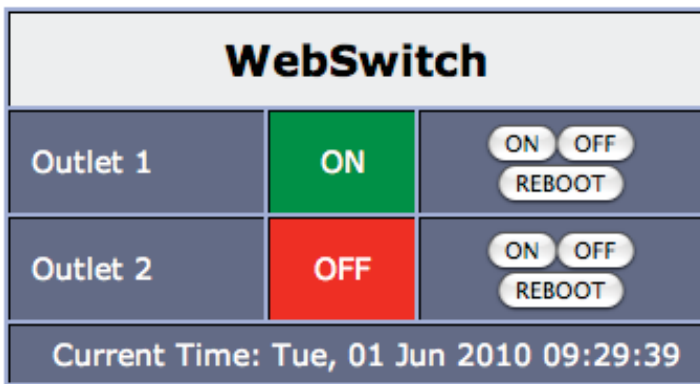 WebSwitch
Outlet 1 ON ON OFF
REBOOT
Outlet 2 OFF ON OFF
REBOOT
Current Time: Tue, 01 Jun 2010 09:29:39